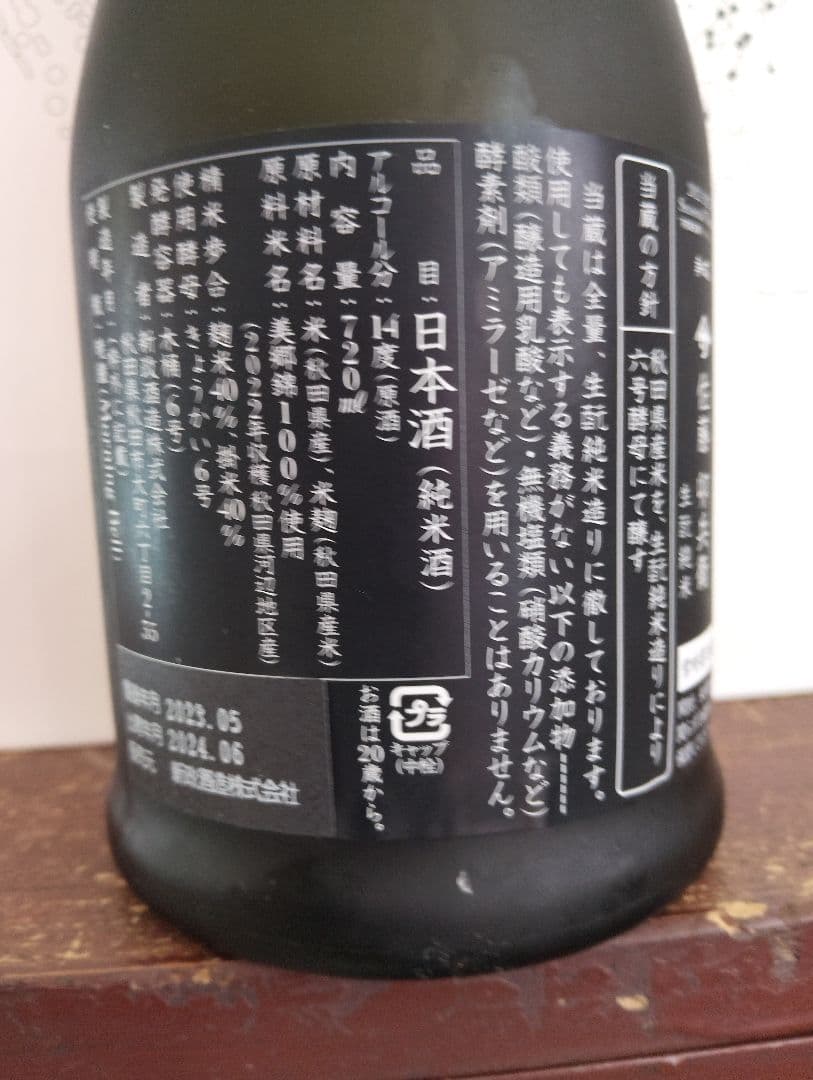 当蔵の方針
秋田県産米を、生酛純米造りにより
六号酵母にて醸す
当蔵は全量、生酛純米造りに徹しております。
使用しても表示する義務がない以下の添加物
酸類(醸造用乳酸など)・無機塩類(硝酸カリウムなど)
酵素剤(アミラーゼなど)を用いることはありません。
品目:日本酒(純米酒)
アルコール分:14度(原酒)
内容量:720ml
原材料名:米(秋田県産)、米麹(秋田県産米)
原料米名:美郷錦100%使用
(2022年収穫 秋田県河辺地区産)
精米歩合:麹米40%、掛米40%
使用酵母:きょうかい6号
発酵容器:木桶(6号)
製造者:新政酒造株式会社
秋田県秋田市大町六丁目2-35
製造年月
2023.05
2024.06
新政酒造株式会社
プラ
キャップ
(中栓)
お酒は20歳から。
生酛純米